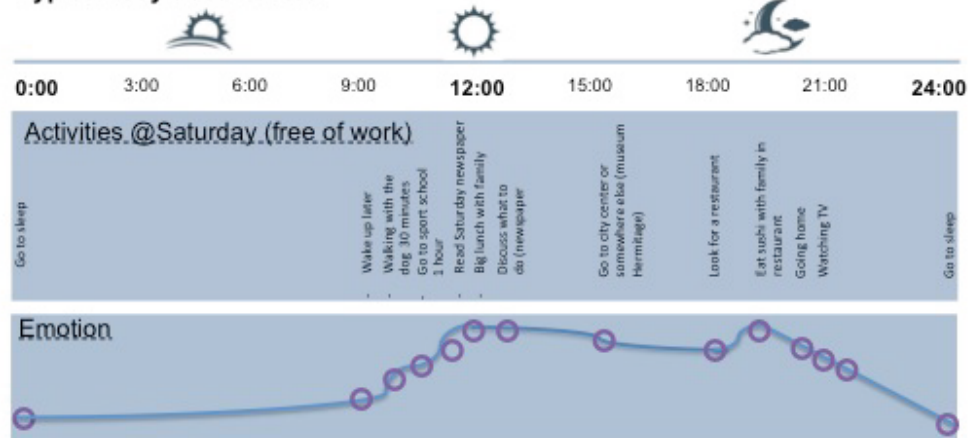 0:00
3:00
6:00
9:00
12:00
15:00
18:00
21:00
24:00
Activities @Saturday (free of work)
Go to sleep
Wake up later
Walking with the
dog 30 minutes
Go to sport school
1 hour
Read Saturday newspaper
Big lunch with family
Discuss what to
do (newspaper
Go to city center or
somewhere else (museum
Hermitage)
Look for a restaurant
Eat sushi with family in
restaurant
Going home
Watching TV
Go to sleep
Emotion